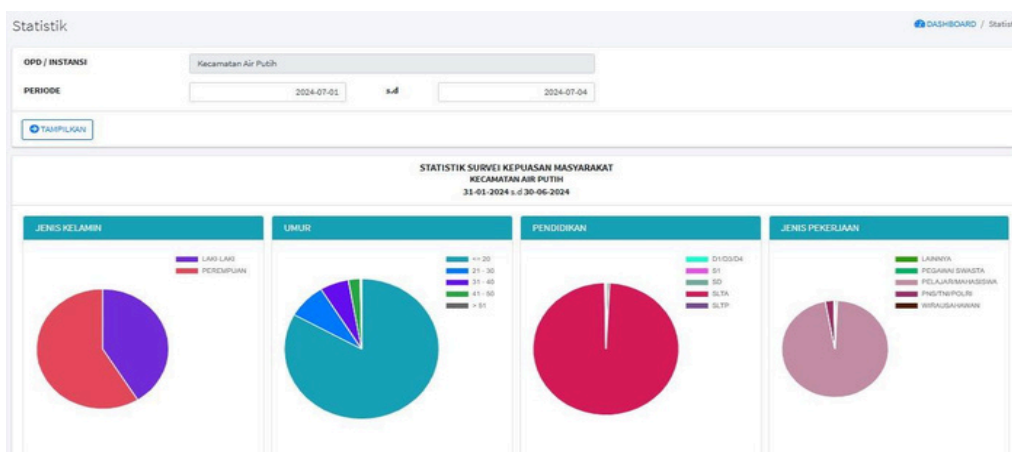 Statistik
DASHBOARD / Statist
OPD / INSTANSI
Kecamatan Air Putih
PERIODE
2024-07-01
s.d
2024-07-04
TAMPILKAN
STATISTIK SURVEI KEPUASAN MASYARAKAT
KECAMATAN AIR PUTIH
31-01-2024 s.d 30-06-2024
JENIS KELAMIN
LAKI-LAKI
PEREMPUAN
UMUR
<= 20
21 - 30
31 - 40
41 - 50
> 51
PENDIDIKAN
D1/D3/D4
S1
SD
SLTA
SLTP
JENIS PEKERJAAN
LAINNYA
PEGAWAI SWASTA
PELAJAR/MAHASISWA
PNS/TNI/POLRI
WIRAUSAHAWAN